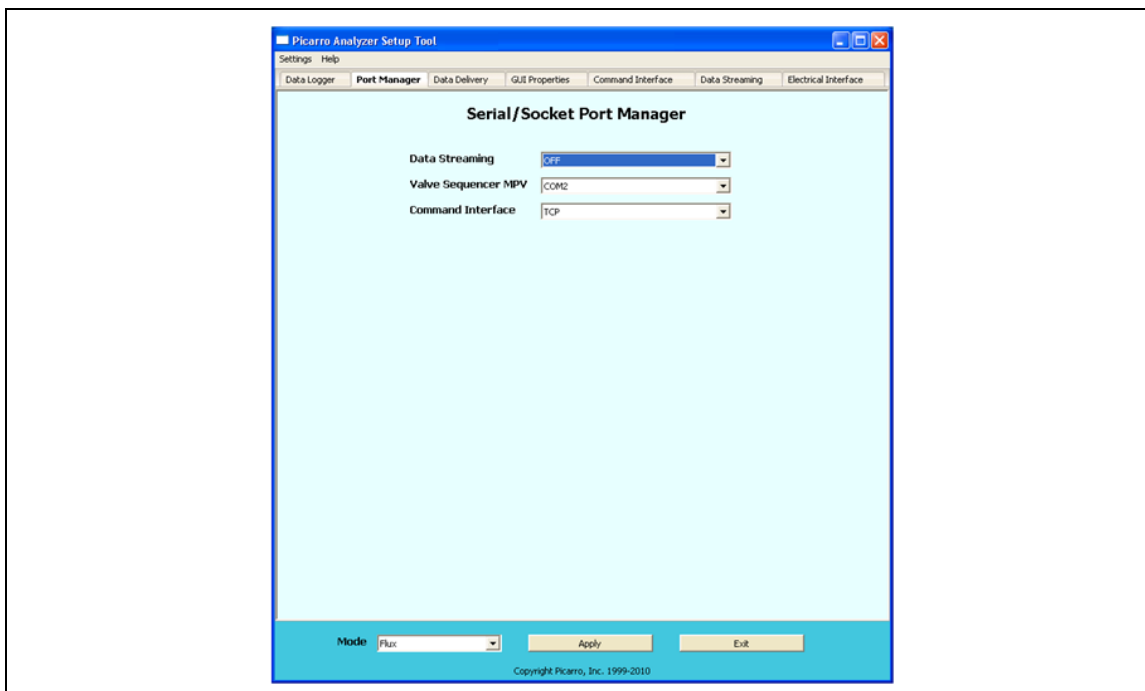 Picarro Analyzer Setup Tool
Settings Help
Data Logger Port Manager Data Delivery GUI Properties Command Interface Data Streaming Electrical Interface
Serial/Socket Port Manager
Data Streaming OFF
Valve Sequencer MPV COM2
Command Interface TCP
Mode Flux Apply Exit
Copyright Picarro, Inc. 1999-2010